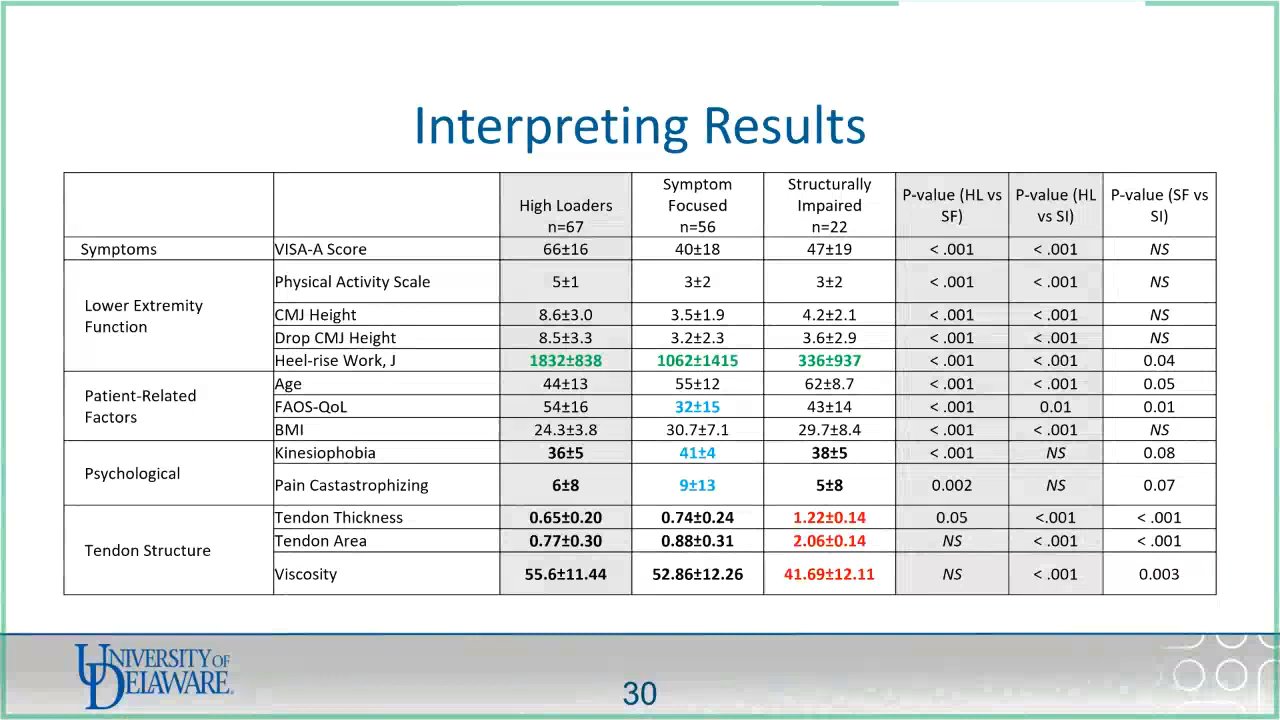 Interpreting Results
High Loaders n=67 Symptom Focused n=56 Structurally Impaired n=22 P-value (HL vs SF) P-value (HL vs SI) P-value (SF vs SI)
Symptoms VISA-A Score 66±16 40±18 47±19 < .001 < .001 NS
Lower Extremity Function
Physical Activity Scale 5±1 3±2 3±2 < .001 < .001 NS
CMJ Height 8.6±3.0 3.5±1.9 4.2±2.1 < .001 < .001 NS
Drop CMJ Height 8.5±3.3 3.2±2.3 3.6±2.9 < .001 < .001 NS
Heel-rise Work, J 1832±838 1062±1415 336±937 < .001 < .001 0.04
Patient-Related Factors
Age 44±13 55±12 62±8.7 < .001 < .001 0.05
FAOS-QoL 54±16 32±15 43±14 < .001 0.01 0.01
BMI 24.3±3.8 30.7±7.1 29.7±8.4 < .001 < .001 NS
Psychological
Kinesiophobia 36±5 41±4 38±5 < .001 NS 0.08
Pain Castastrophizing 6±8 9±13 5±8 0.002 NS 0.07
Tendon Structure
Tendon Thickness 0.65±0.20 0.74±0.24 1.22±0.14 0.05 <.001 < .001
Tendon Area 0.77±0.30 0.88±0.31 2.06±0.14 NS < .001 < .001
Viscosity 55.6±11.44 52.86±12.26 41.69±12.11 NS < .001 0.003
UNIVERSITY OF
DELAWARE
30